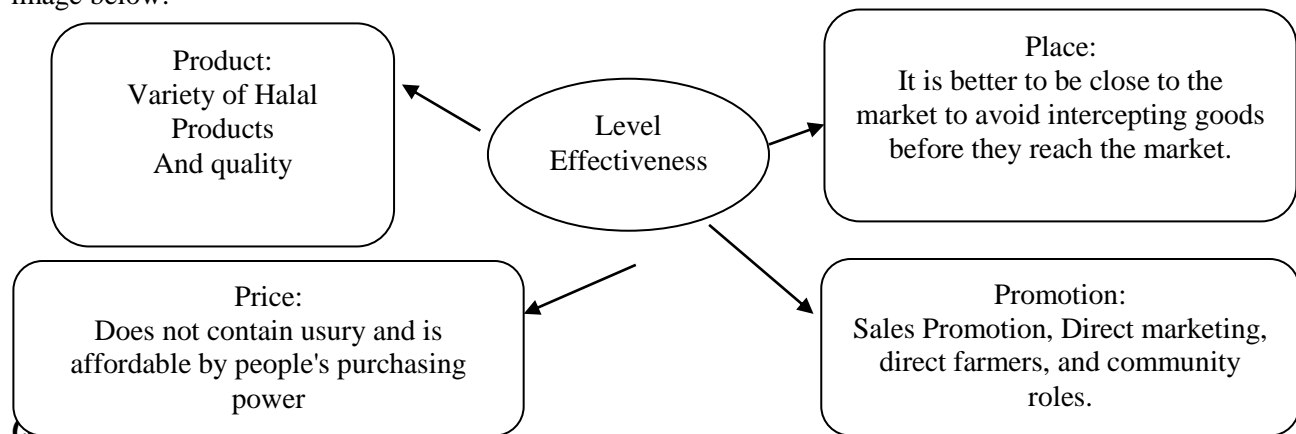 image below.
Product:
Variety of Halal
Products
And quality
Level
Effectiveness
Place:
It is better to be close to the
market to avoid intercepting goods
before they reach the market.
Price:
Does not contain usury and is
affordable by people's purchasing
power
Promotion:
Sales Promotion, Direct marketing,
direct farmers, and community
roles.